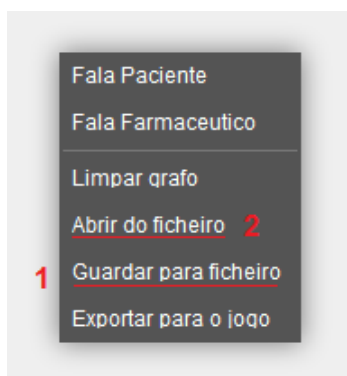 Fala Paciente
Fala Farmaceutico
Limpar grafo
Abrir do ficheiro 2
1 Guardar para ficheiro
Exportar para o jogo